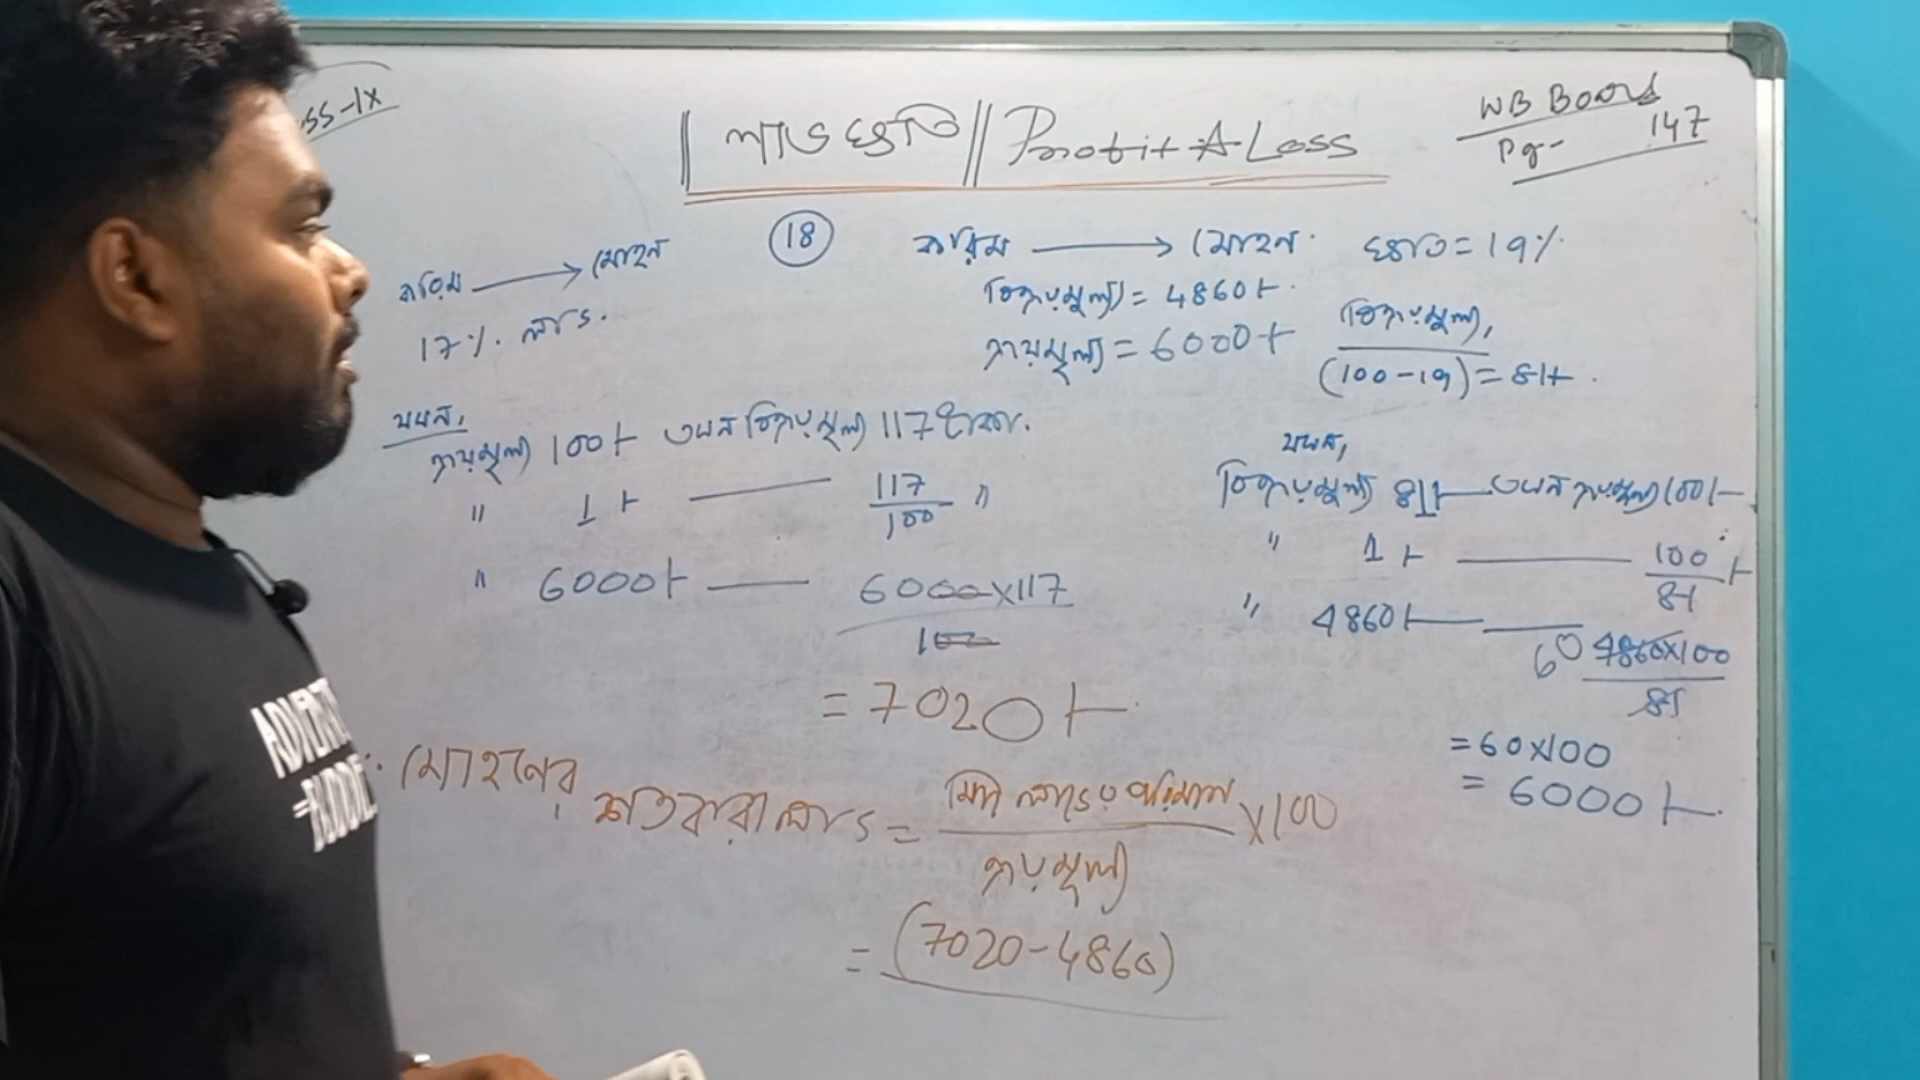 ss-IX
লাভ ক্ষতি || Profit & Loss
WB Board
Pg- 147
18
করিম → মোহন
17% লাভ.
করিম → মোহন. ক্ষতি = 19%.
বিক্রয়মূল্য = 4860 ৳.
ক্রয়মূল্য = 6000 ৳
বিক্রয়মূল্য,
(100-19) = 81৳.
যখন,
ক্রয়মূল্য 100৳ তখন বিক্রয়মূল্য 117 টাকা.
" 1৳ — 117/100 "
" 6000৳ — 6000×117/100
= 7020৳.
যখন,
বিক্রয়মূল্য 81৳ — তখন ক্রয়মূল্য 100৳
" 1৳ — 100/81 ৳
" 4860৳ — 60 4860×100/81
= 60×100
= 6000৳.
∴ মোহনের শতকরা লাভ = মোট লাভের পরিমাণ/ক্রয়মূল্য ×100
= (7020-4860)